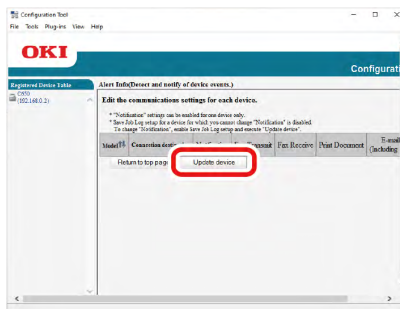 Configuration Tool
File Tools Plug-ins View Help
OKI
Configurati
Registered Device Table
C650
(192.168.0.2)
Alert Info(Detect and notify of device events.)
Edit the communications settings for each device.
* "Notification" settings can be enabled for one device only.
* Save Job Log setup for a device for which you cannot change "Notification" is disabled.
To change "Notification", enable Save Job Log setup and execute "Update device".
Model Connection Fax Receive Print Document E-mail
(Including
Return to top page Update device